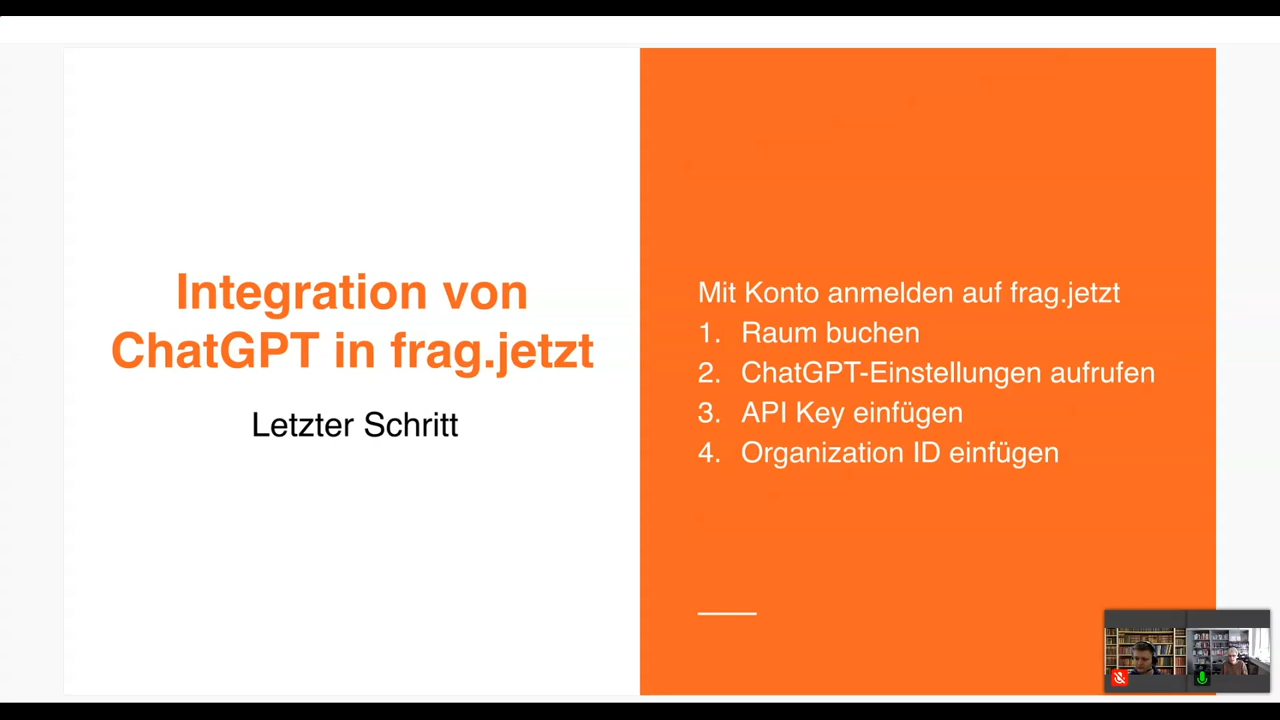 Integration von
ChatGPT in frag.jetzt
Letzter Schritt
Mit Konto anmelden auf frag.jetzt
1. Raum buchen
2. ChatGPT-Einstellungen aufrufen
3. API Key einfügen
4. Organization ID einfügen